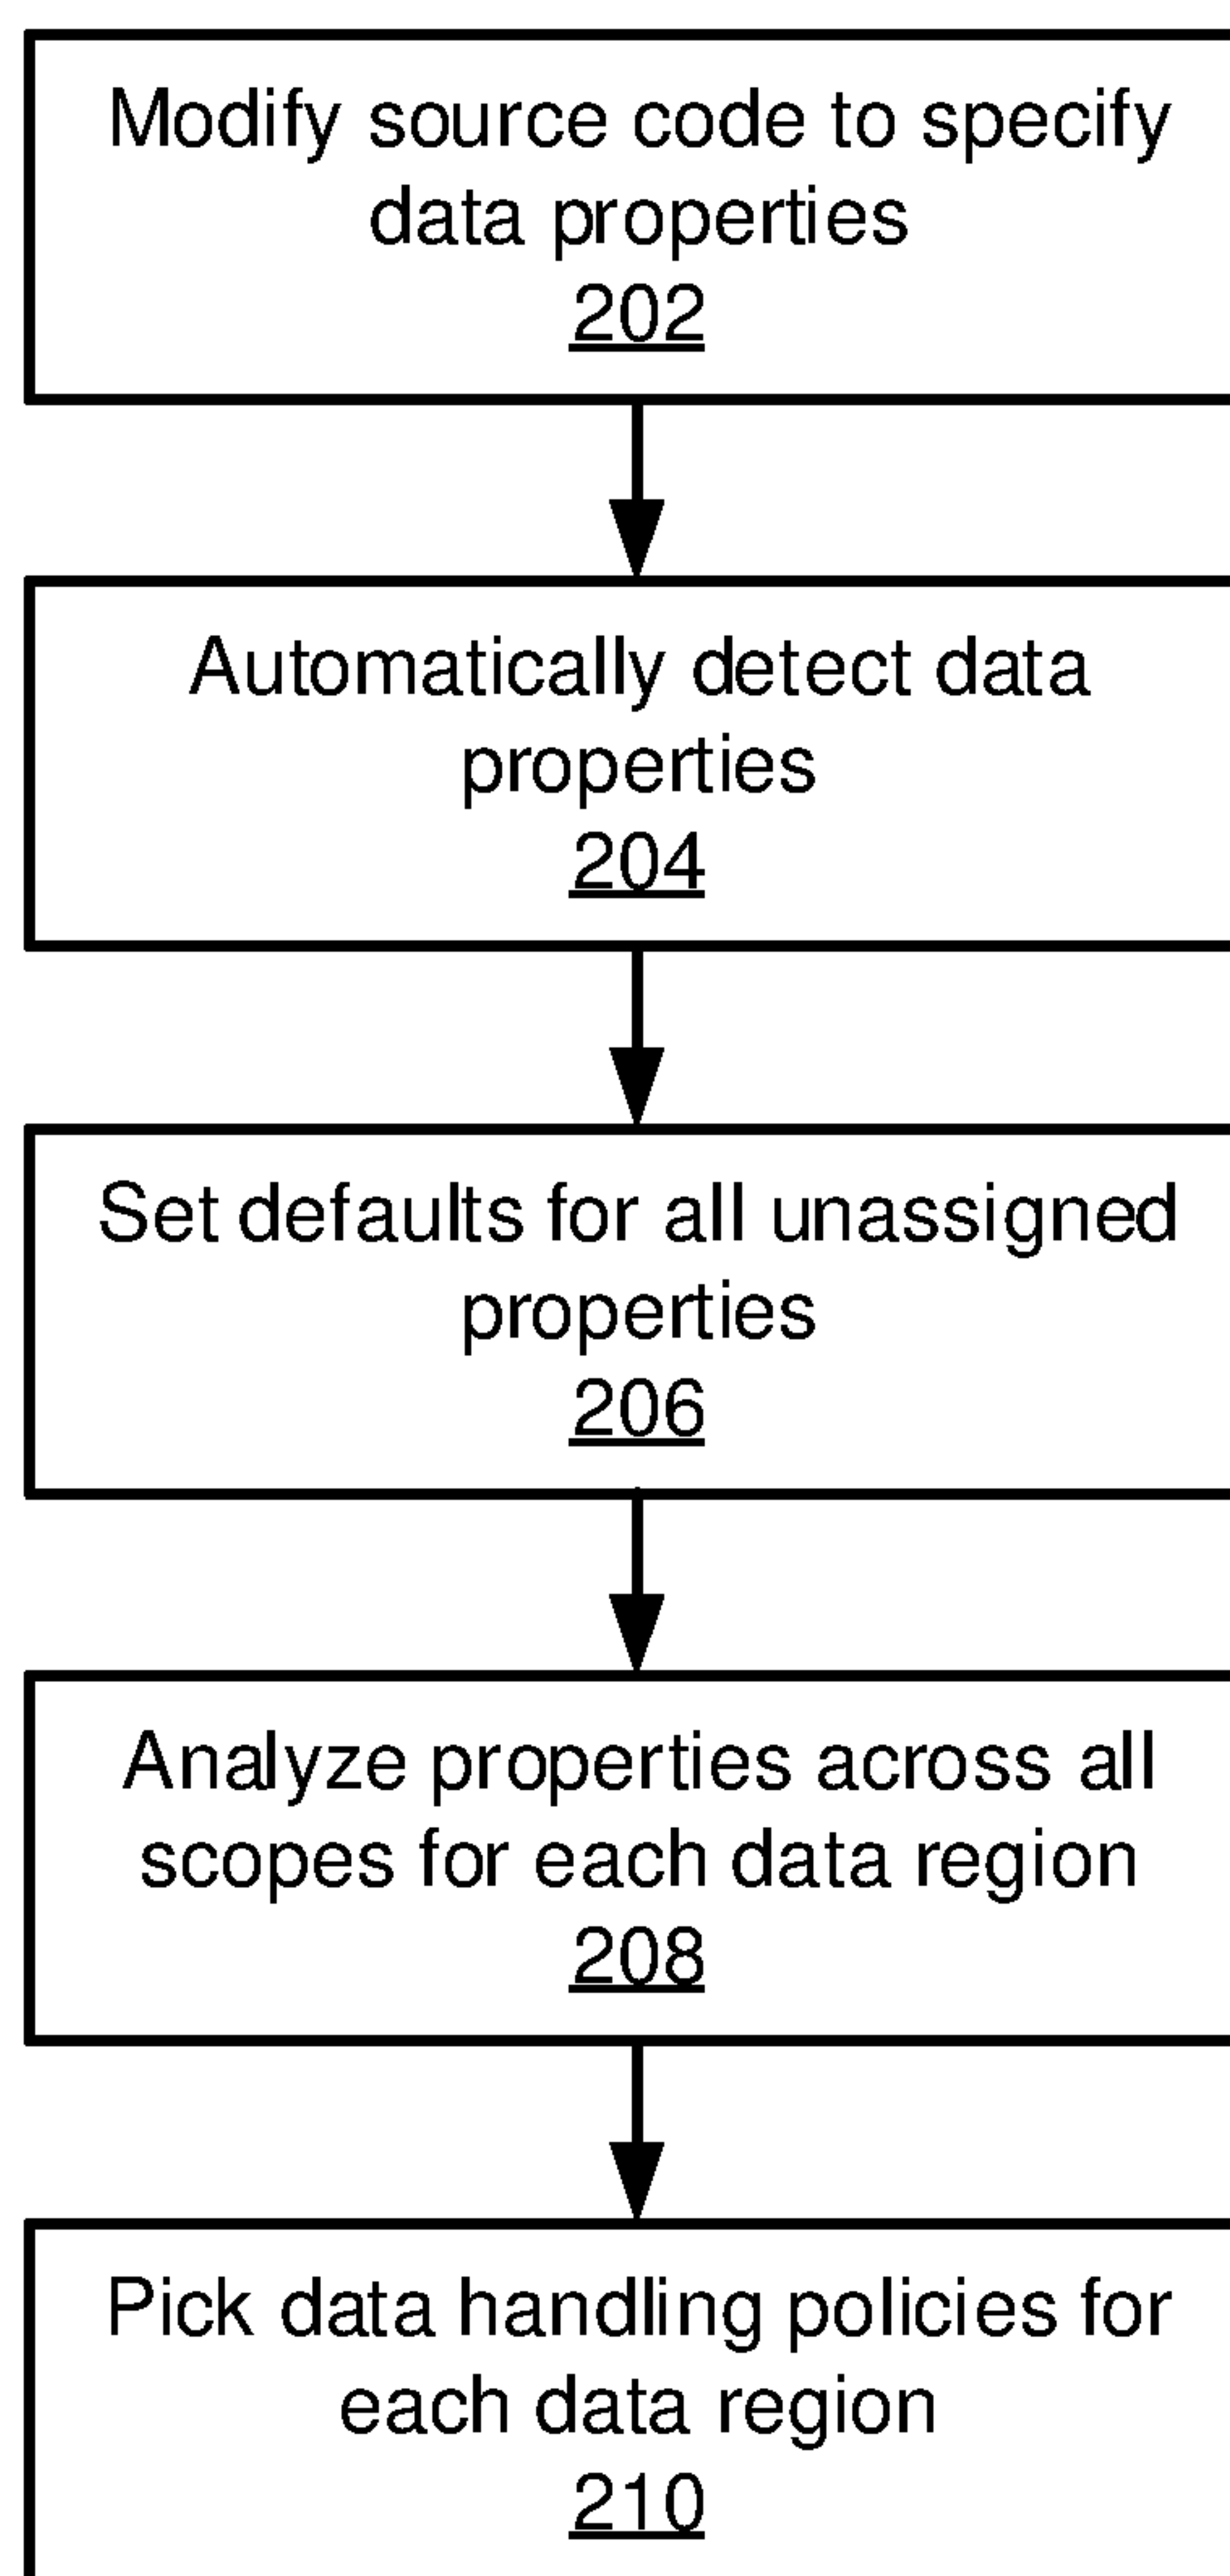 Modify source code to specify
data properties
202
Automatically detect data
properties
204
Set defaults for all unassigned
properties
206
Analyze properties across all
scopes for each data region
208
Pick data handling policies for
each data region
210